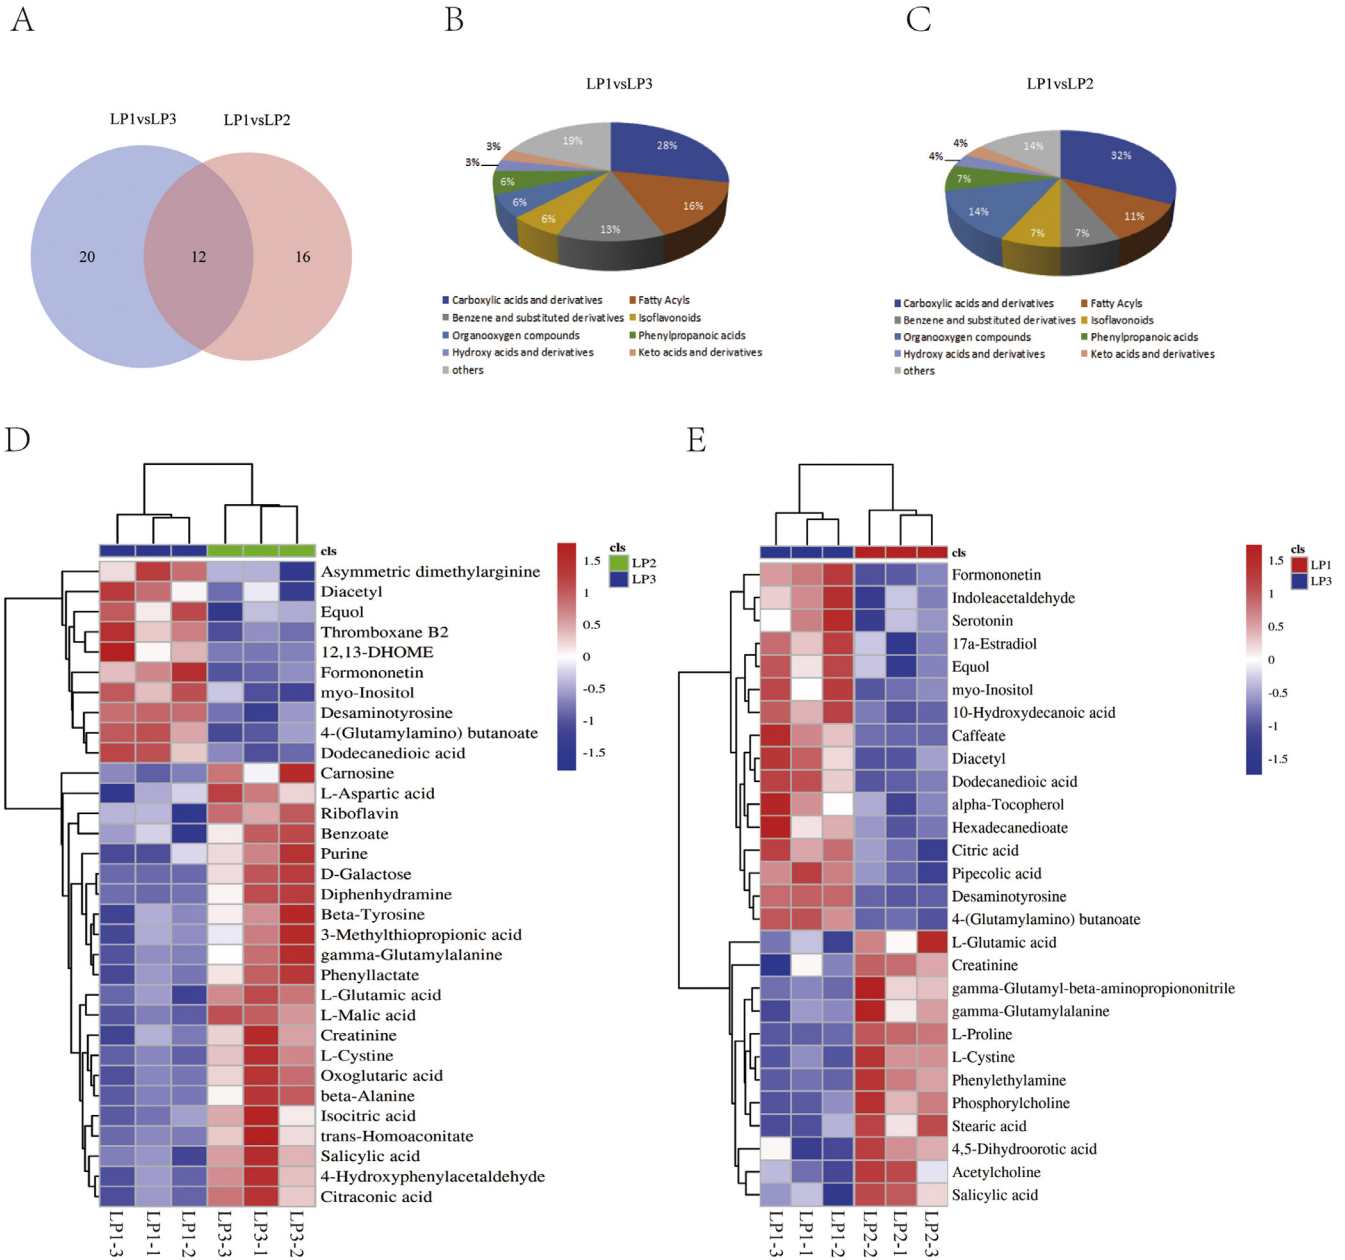 A
LP1vsLP3
LP1vsLP2
20
12
16
B
LP1vsLP3
28%
16%
13%
6%
6%
6%
3%
3%
19%
Carboxylic acids and derivatives
Fatty Acyls
Benzene and substituted derivatives
Isoflavonoids
Organooxygen compounds
Phenylpropanoic acids
Hydroxy acids and derivatives
Keto acids and derivatives
others
C
LP1vsLP2
32%
11%
7%
7%
14%
7%
4%
4%
14%
Carboxylic acids and derivatives
Fatty Acyls
Benzene and substituted derivatives
Isoflavonoids
Organooxygen compounds
Phenylpropanoic acids
Hydroxy acids and derivatives
Keto acids and derivatives
others
D
cls
Asymmetric dimethylarginine
Diacetyl
Equol
Thromboxane B2
12,13-DHOME
Formononetin
myo-Inositol
Desaminotyrosine
4-(Glutamylamino) butanoate
Dodecanedioic acid
Carnosine
L-Aspartic acid
Riboflavin
Benzoate
Purine
D-Galactose
Diphenhydramine
Beta-Tyrosine
3-Methylthiopropionic acid
gamma-Glutamylalanine
Phenyllactate
L-Glutamic acid
L-Malic acid
Creatinine
L-Cystine
Oxoglutaric acid
beta-Alanine
Isocitric acid
trans-Homoaconitate
Salicylic acid
4-Hydroxyphenylacetaldehyde
Citraconic acid
LP1-3
LP1-1
LP1-2
LP3-3
LP3-1
LP3-2
1.5
1
0.5
0
-0.5
-1
-1.5
cls
LP2
LP3
E
cls
Formononetin
Indoleacetaldehyde
Serotonin
17a-Estradiol
Equol
myo-Inositol
10-Hydroxydecanoic acid
Caffeate
Diacetyl
Dodecanedioic acid
alpha-Tocopherol
Hexadecanedioate
Citric acid
Pipecolic acid
Desaminotyrosine
4-(Glutamylamino) butanoate
L-Glutamic acid
Creatinine
gamma-Glutamyl-beta-aminopropiononitrile
gamma-Glutamylalanine
L-Proline
L-Cystine
Phenylethylamine
Phosphorylcholine
Stearic acid
4,5-Dihydroorotic acid
Acetylcholine
Salicylic acid
LP1-3
LP1-1
LP1-2
LP2-2
LP2-1
LP2-3
1.5
1
0.5
0
-0.5
-1
-1.5
cls
LP1
LP3